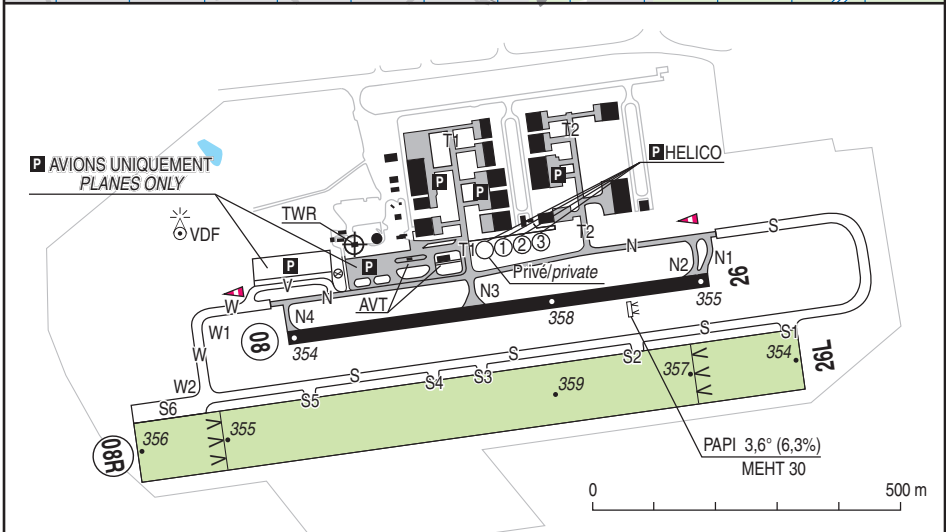 T1
T2
P AVIONS UNIQUEMENT
PLANES ONLY
P HELICO
P
P
P
TWR
VDF
S
T1
1
2
3
T2
N
N1
N2
26
P
P
Privé/private
V
N
AVT
N3
355
W
358
N4
W1
08
354
S
S1
W
S
S2
354
26L
357
W2
S
S4
S3
359
S6
S5
355
356
08R
PAPI 3,6° (6,3%)
MEHT 30
0
500 m